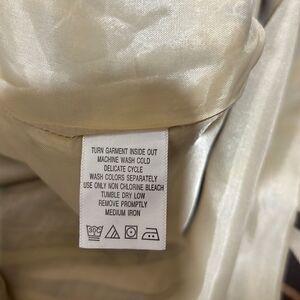 TURN GARMENT INSIDE OUT
MACHINE WASH COLD
DELICATE CYCLE
WASH COLORS SEPARATELY
USE ONLY NON CHLORINE BLEACH
TUMBLE DRY LOW
REMOVE PROMPTLY
MEDIUM IRON